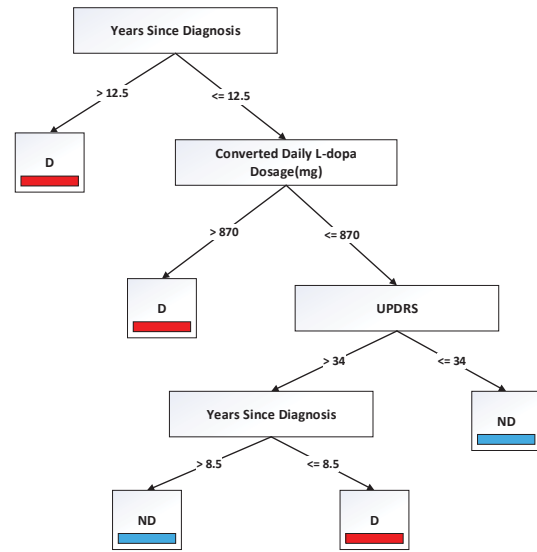 Years Since Diagnosis
> 12.5
<= 12.5
D
Converted Daily L-dopa
Dosage(mg)
> 870
<= 870
D
UPDRS
> 34
<= 34
Years Since Diagnosis
ND
> 8.5
<= 8.5
ND
D